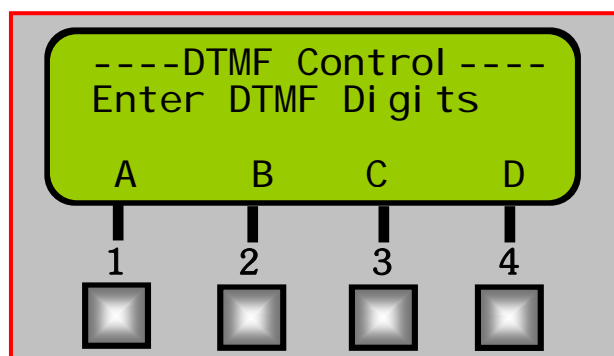 ----DTMF Control----
Enter DTMF Digits
A B C D
1 2 3 4